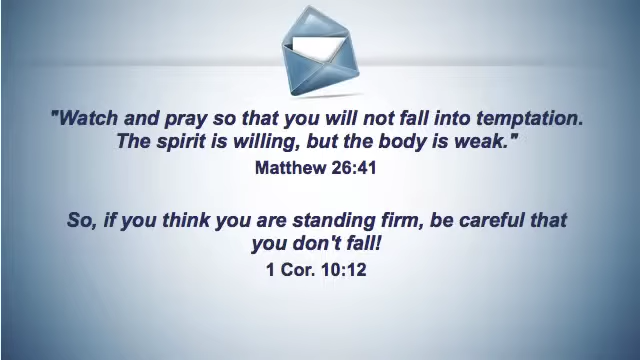 "Watch and pray so that you will not fall into temptation.
The spirit is willing, but the body is weak."
Matthew 26:41
So, if you think you are standing firm, be careful that
you don't fall!
1 Cor. 10:12